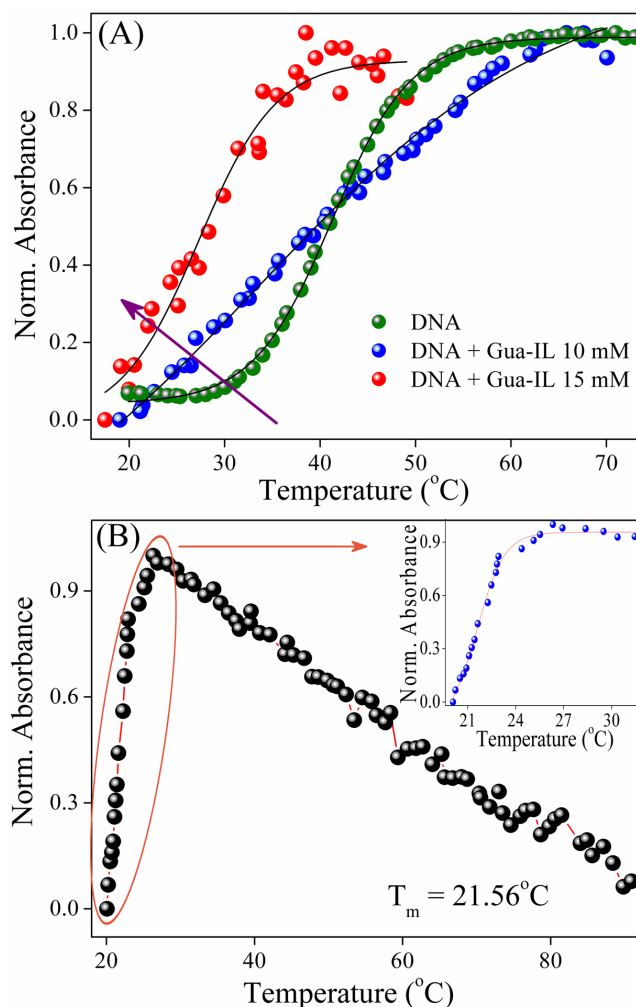 (A)
1.0
0.8
0.6
0.4
0.2
0.0
Norm. Absorbance
DNA
DNA + Gua-IL 10 mM
DNA + Gua-IL 15 mM
20 30 40 50 60 70
Temperature (°C)
(B)
0.9
0.6
0.3
0.0
Norm. Absorbance
0.9
0.6
0.3
0.0
Norm. Absorbance
21 24 27 30
Temperature (°C)
Tm = 21.56°C
20 40 60 80
Temperature (°C)